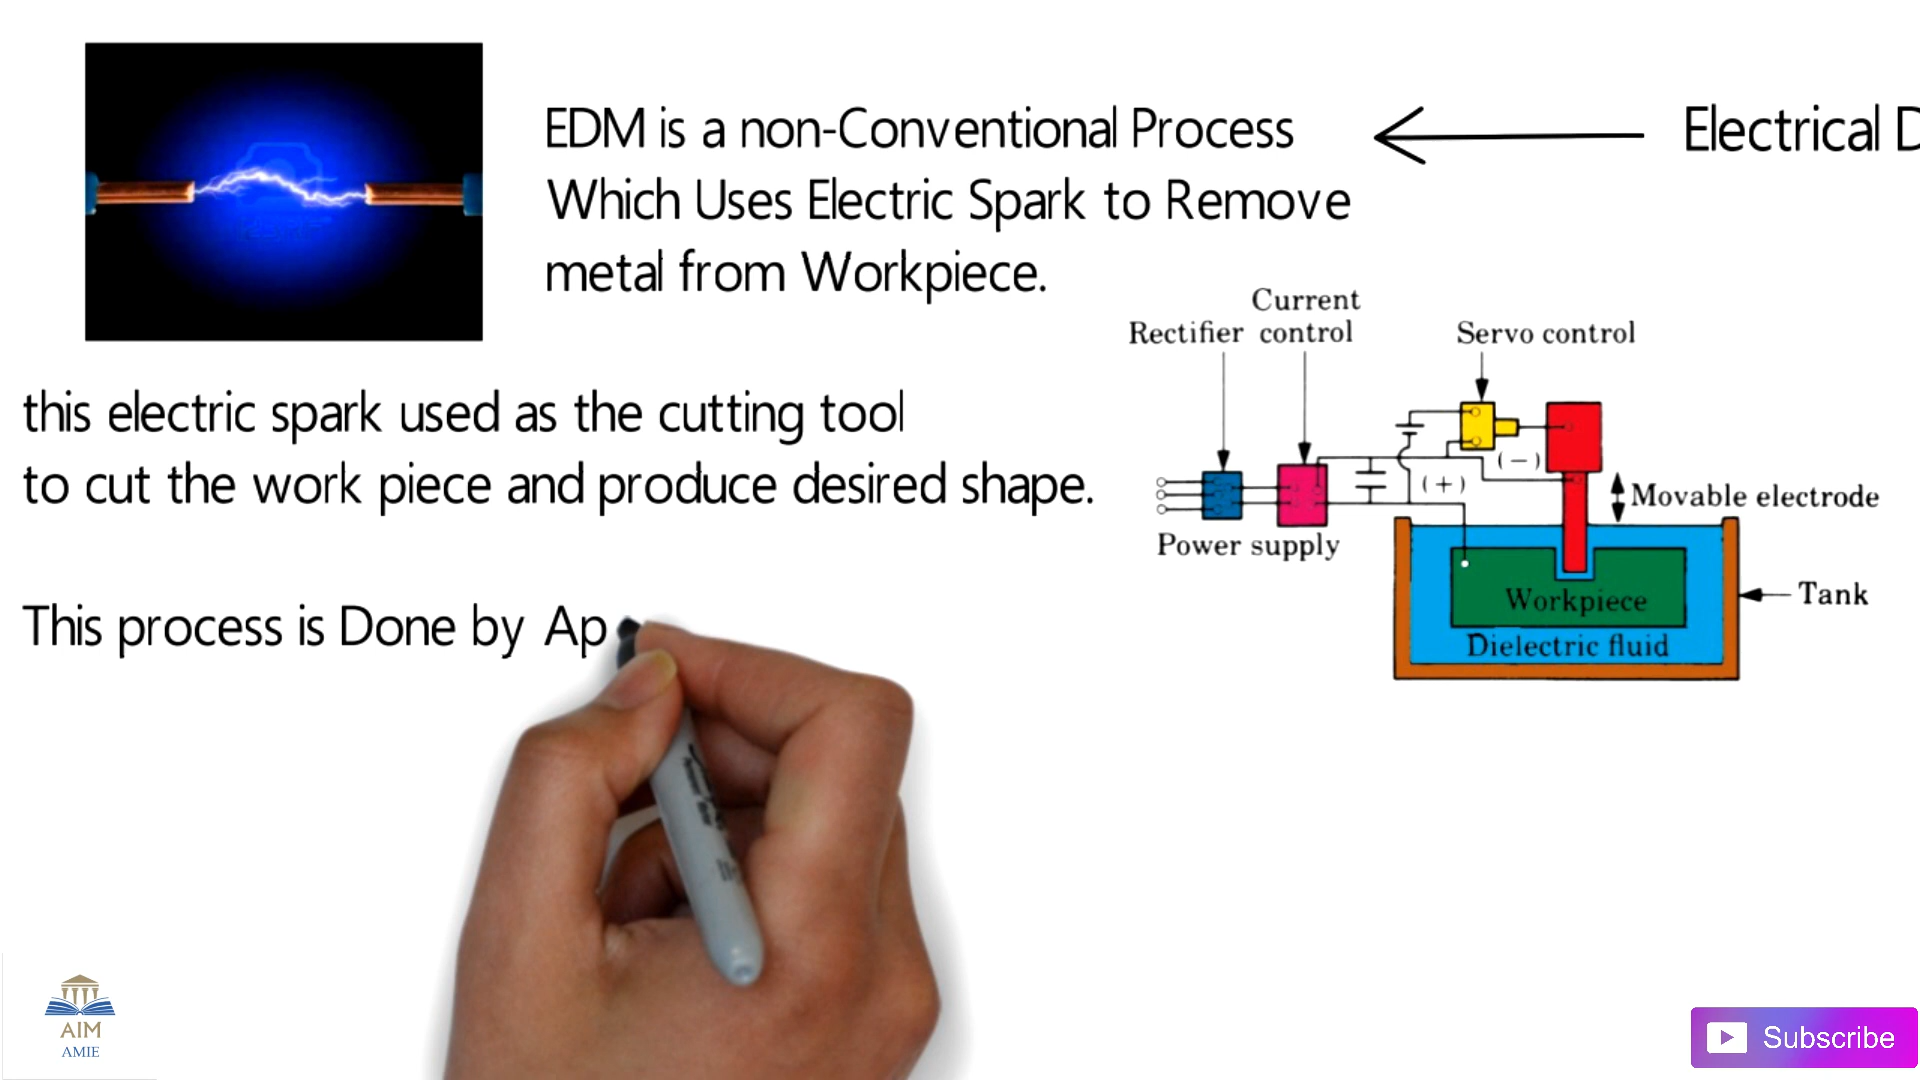 EDM is a non-Conventional Process
Which Uses Electric Spark to Remove
metal from Workpiece.
Electrical D
this electric spark used as the cutting tool
to cut the work piece and produce desired shape.
This process is Done by Ap
Current
Rectifier control
Servo control
(−)
(+)
Movable electrode
Power supply
Workpiece
Tank
Dielectric fluid
AIM
AMIE
Subscribe